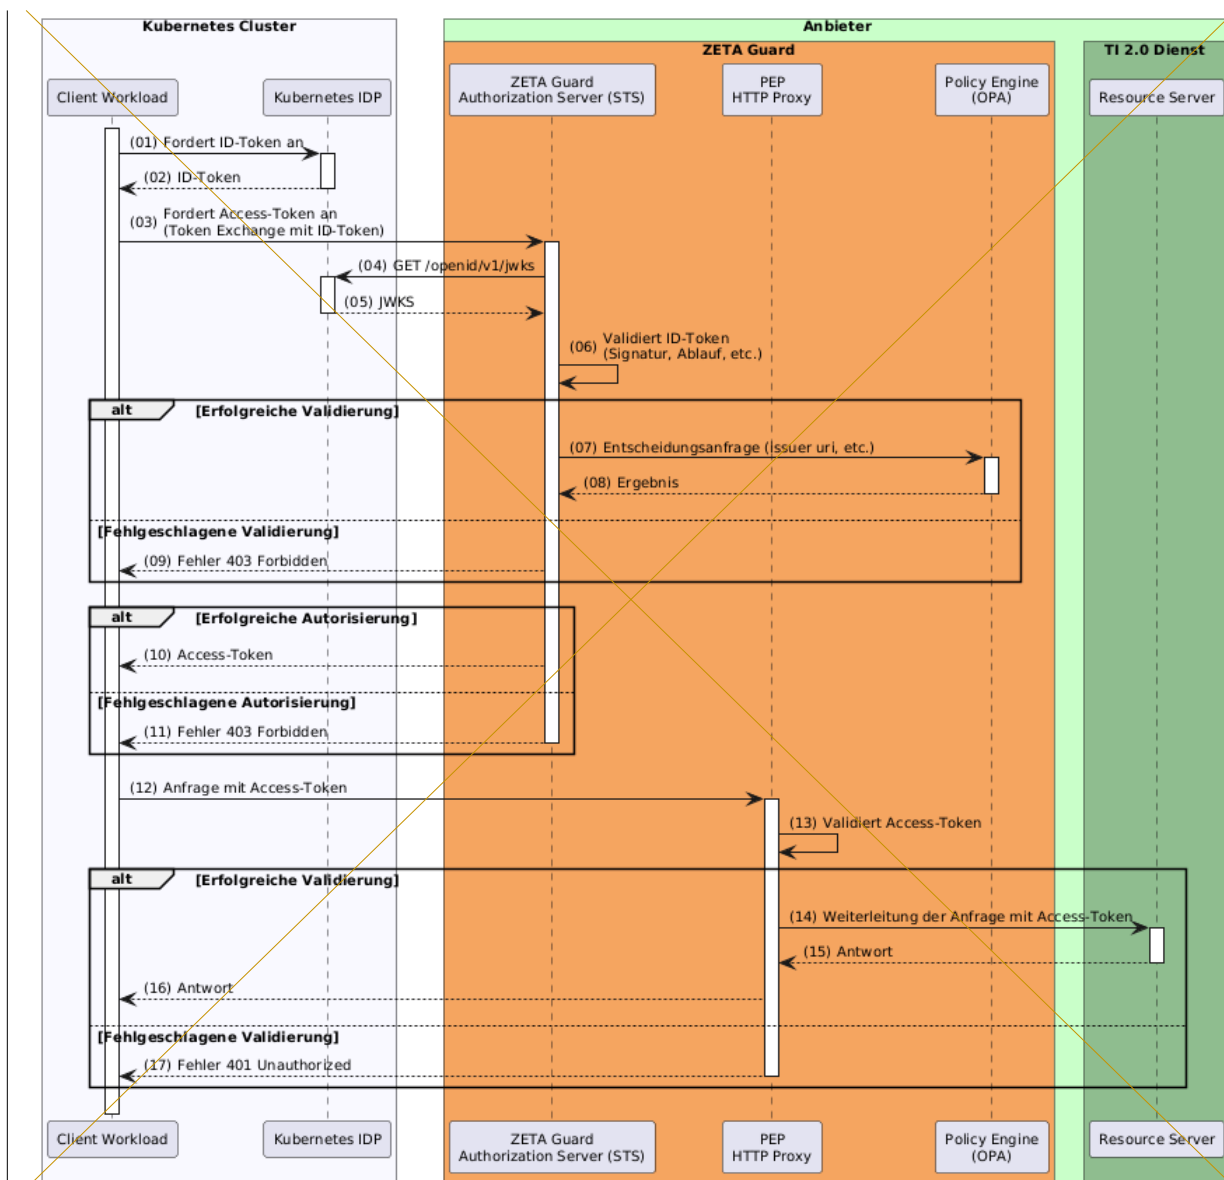 Kubernetes Cluster
Anbieter
ZETA Guard
TI 2.0 Dienst
Client Workload
Kubernetes IDP
ZETA Guard
Authorization Server (STS)
PEP
HTTP Proxy
Policy Engine
(OPA)
Resource Server
(01) Fordert ID-Token an
(02) ID-Token
(03) Fordert Access-Token an
(Token Exchange mit ID-Token)
(04) GET /openid/v1/jwks
(05) JWKS
(06) Validiert ID-Token
(Signatur, Ablauf, etc.)
alt [Erfolgreiche Validierung]
(07) Entscheidungsanfrage (issuer uri, etc.)
(08) Ergebnis
[Fehlgeschlagene Validierung]
(09) Fehler 403 Forbidden
alt [Erfolgreiche Autorisierung]
(10) Access-Token
[Fehlgeschlagene Autorisierung]
(11) Fehler 403 Forbidden
(12) Anfrage mit Access-Token
(13) Validiert Access-Token
alt [Erfolgreiche Validierung]
(14) Weiterleitung der Anfrage mit Access-Token
(15) Antwort
(16) Antwort
[Fehlgeschlagene Validierung]
(17) Fehler 401 Unauthorized
Client Workload
Kubernetes IDP
ZETA Guard
Authorization Server (STS)
PEP
HTTP Proxy
Policy Engine
(OPA)
Resource Server